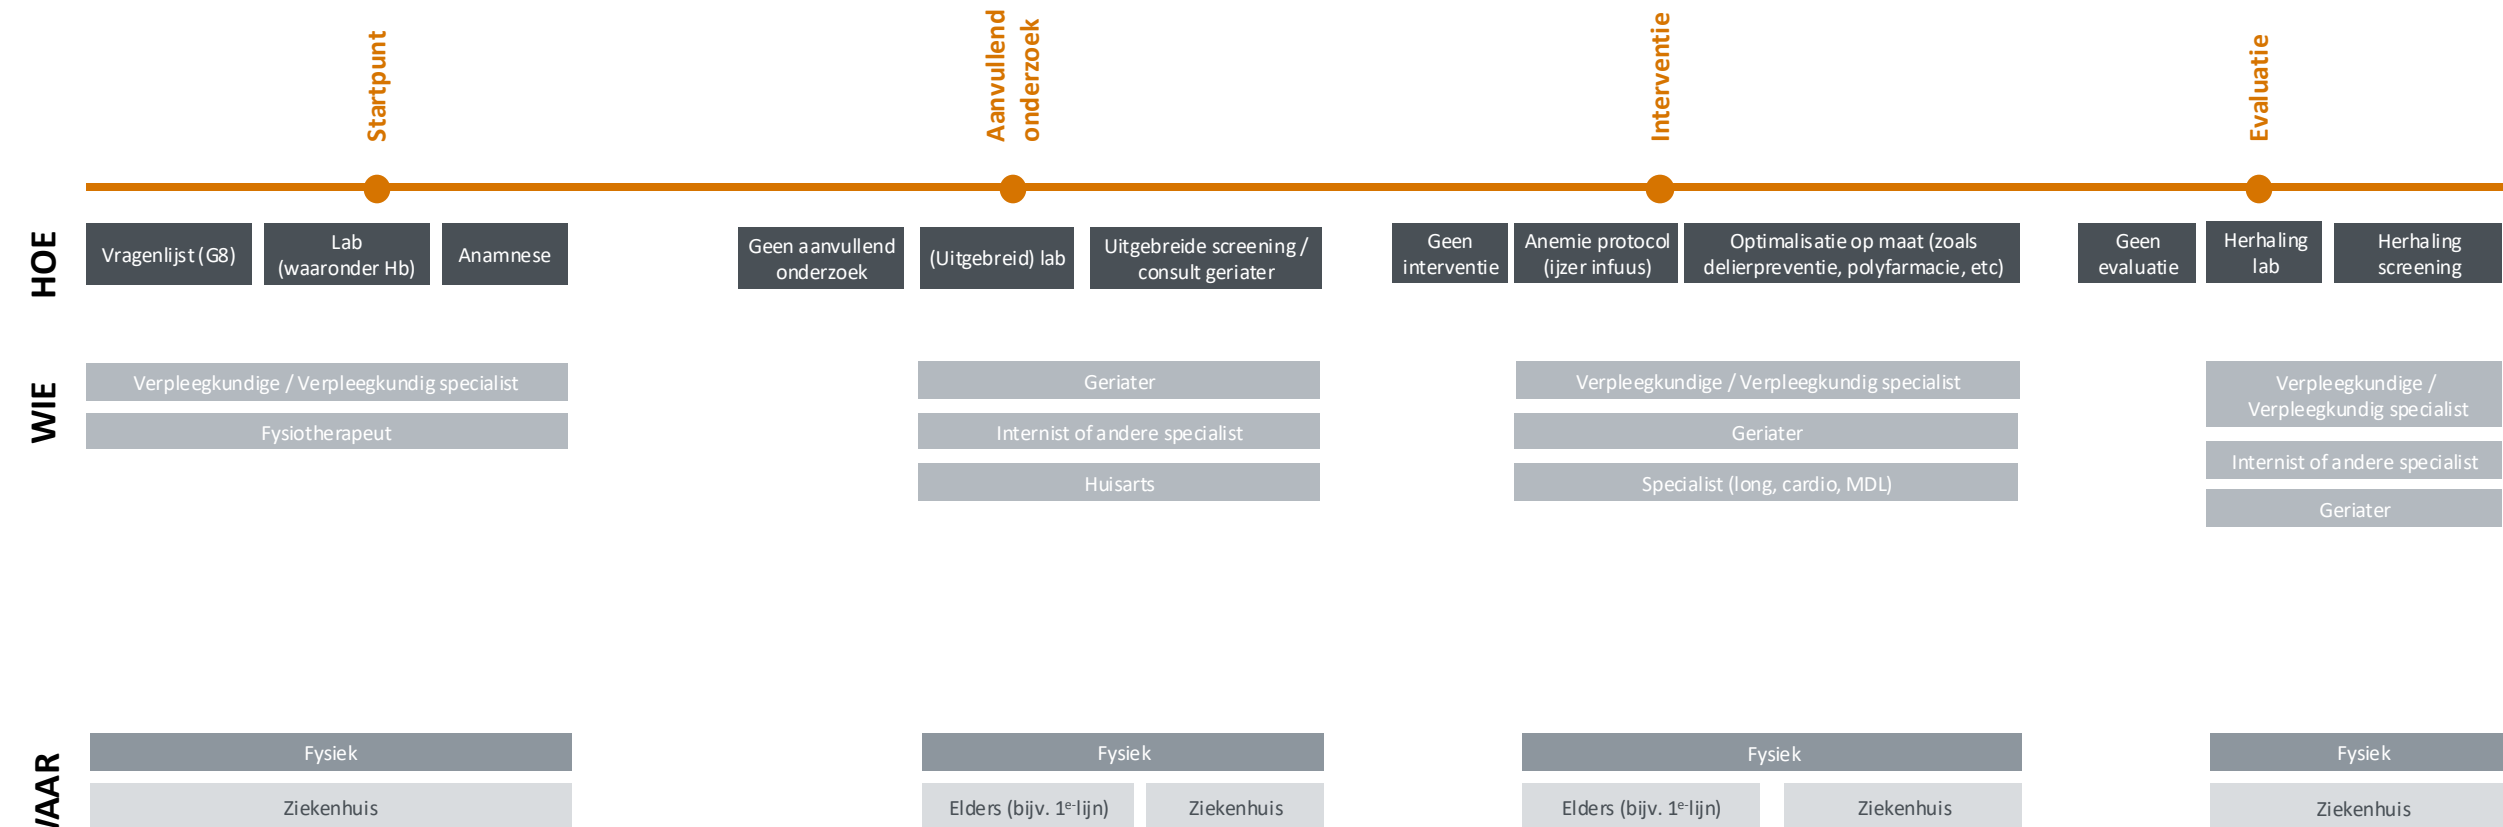 Startpunt
Aanvullend
onderzoek
Interventie
Evaluatie
HOE
Vragenlijst (G8)
Lab
(waaronder Hb)
Anamnese
Geen aanvullend
onderzoek
(Uitgebreid) lab
Uitgebreide screening /
consult geriater
Geen
interventie
Anemie protocol
(ijzer infuus)
Optimalisatie op maat (zoals
delierpreventie, polyfarmacie, etc)
Geen
evaluatie
Herhaling
lab
Herhaling
screening
WIE
Verpleegkundige / Verpleegkundig specialist
Fysiotherapeut
Geriater
Internist of andere specialist
Huisarts
Verpleegkundige / Verpleegkundig specialist
Geriater
Specialist (long, cardio, MDL)
Verpleegkundige /
Verpleegkundig specialist
Internist of andere specialist
Geriater
WAAR
Fysiek
Ziekenhuis
Fysiek
Elders (bijv. 1e-lijn)
Ziekenhuis
Fysiek
Elders (bijv. 1e-lijn)
Ziekenhuis
Fysiek
Ziekenhuis